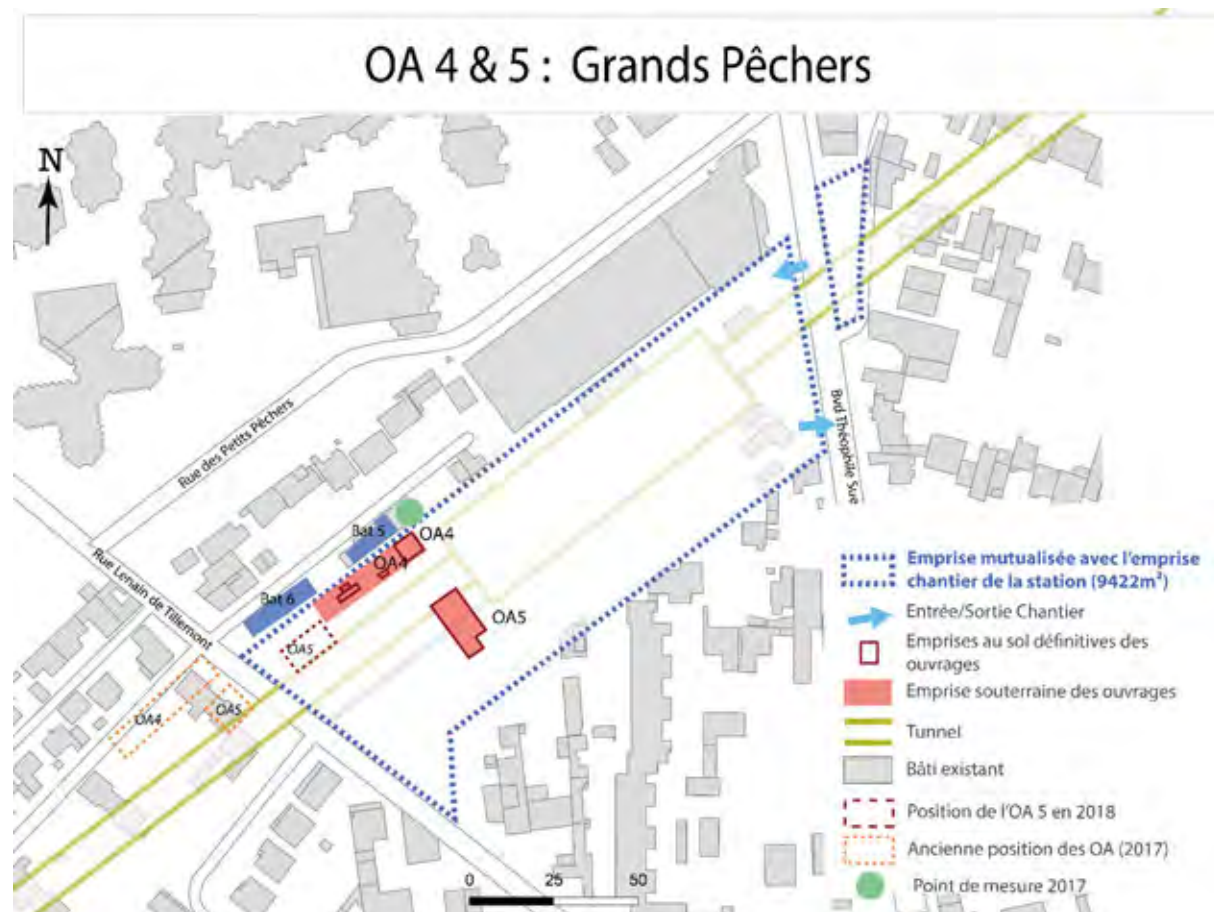 OA 4 & 5 : Grands Pêchers
N
Rue des Petits Pêchers
Bvd Théophile Sue
Bat 5
OA4
OA4
Rue Lenain de Tillemont
Bat 6
OA5
OA5
OA4
OA5
Emprise mutualisée avec l'emprise
chantier de la station (9422m²)
Entrée/Sortie Chantier
Emprises au sol définitives des
ouvrages
Emprise souterraine des ouvrages
Tunnel
Bâti existant
Position de l'OA 5 en 2018
Ancienne position des OA (2017)
Point de mesure 2017
0 25 50